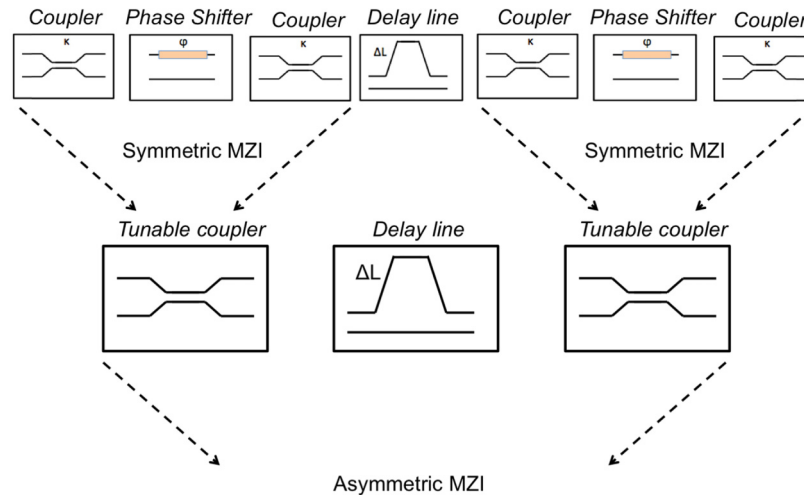 Coupler Phase Shifter Coupler Delay line Coupler Phase Shifter Coupler
κ φ κ ΔL κ φ κ
Symmetric MZI Symmetric MZI
Tunable coupler Delay line Tunable coupler
ΔL
Asymmetric MZI